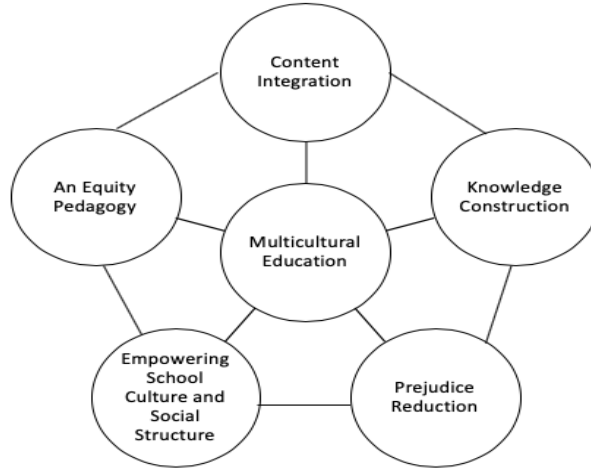 Content
Integration
An Equity
Pedagogy
Knowledge
Construction
Multicultural
Education
Empowering
School
Culture and
Social
Structure
Prejudice
Reduction